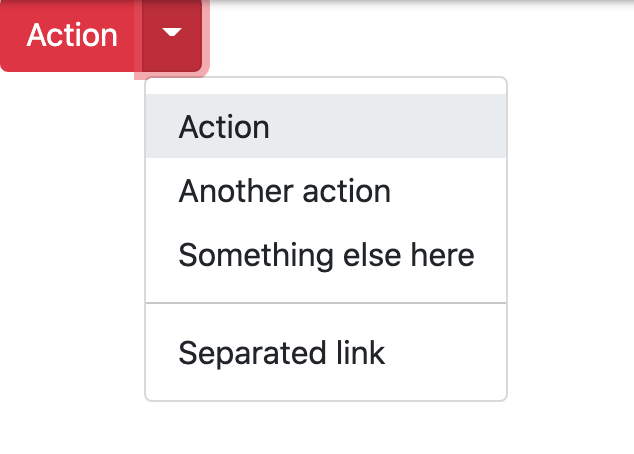 Action
Action
Another action
Something else here
Separated link